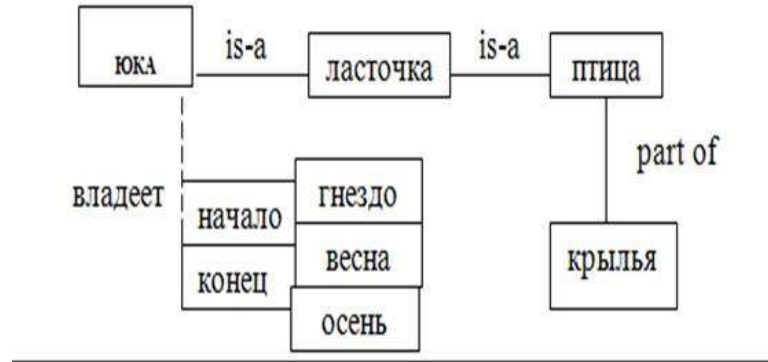 ЮКА
is-a
ласточка
is-a
птица
part of
владеет
начало
гнездо
конец
весна
осень
крылья